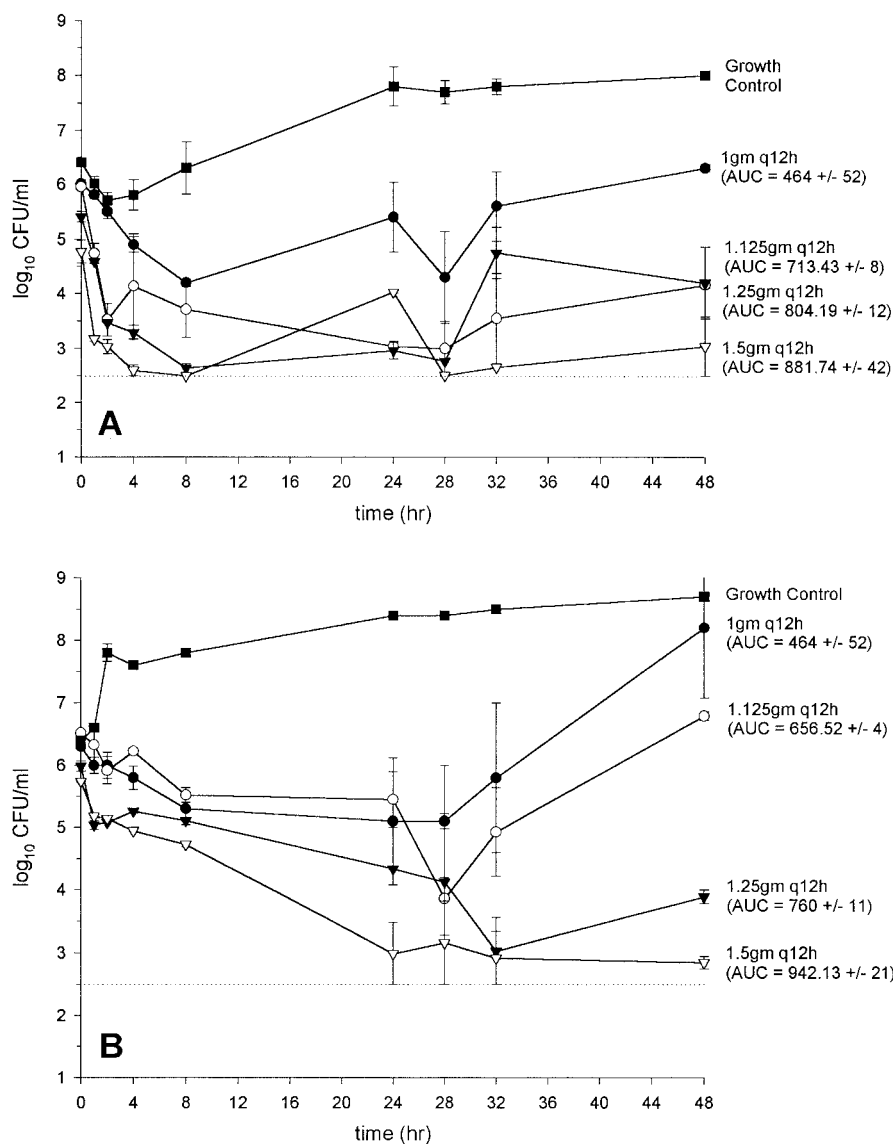 9
8
7
6
5
4
3
2
1
log10 CFU/ml
0 4 8 12 16 20 24 28 32 36 40 44 48
time (hr)
A
Growth
Control
1gm q12h
(AUC = 464 +/- 52)
1.125gm q12h
(AUC = 713.43 +/- 8)
1.25gm q12h
(AUC = 804.19 +/- 12)
1.5gm q12h
(AUC = 881.74 +/- 42)
9
8
7
6
5
4
3
2
1
log10 CFU/ml
0 4 8 12 16 20 24 28 32 36 40 44 48
time (hr)
B
Growth Control
1gm q12h
(AUC = 464 +/- 52)
1.125gm q12h
(AUC = 656.52 +/- 4)
1.25gm q12h
(AUC = 760 +/- 11)
1.5gm q12h
(AUC = 942.13 +/- 21)